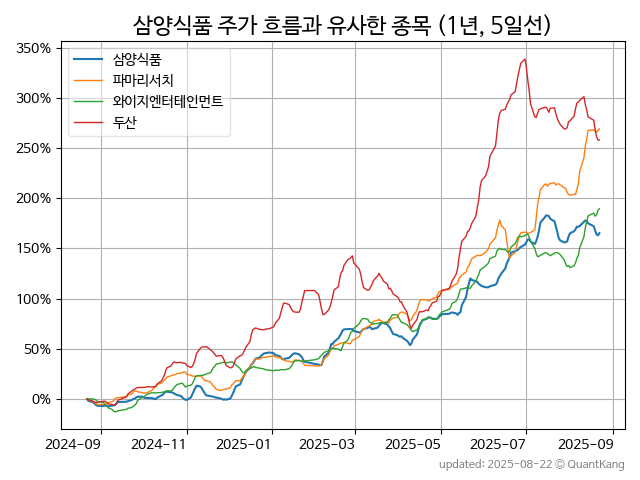 삼양식품 주가 흐름과 유사한 종목 (1년, 5일선)
350%
300%
250%
200%
150%
100%
50%
0%
삼양식품
파마리서치
와이지엔터테인먼트
두산
2024-09
2024-11
2025-01
2025-03
2025-05
2025-07
2025-09
updated: 2025-08-22 © QuantKang